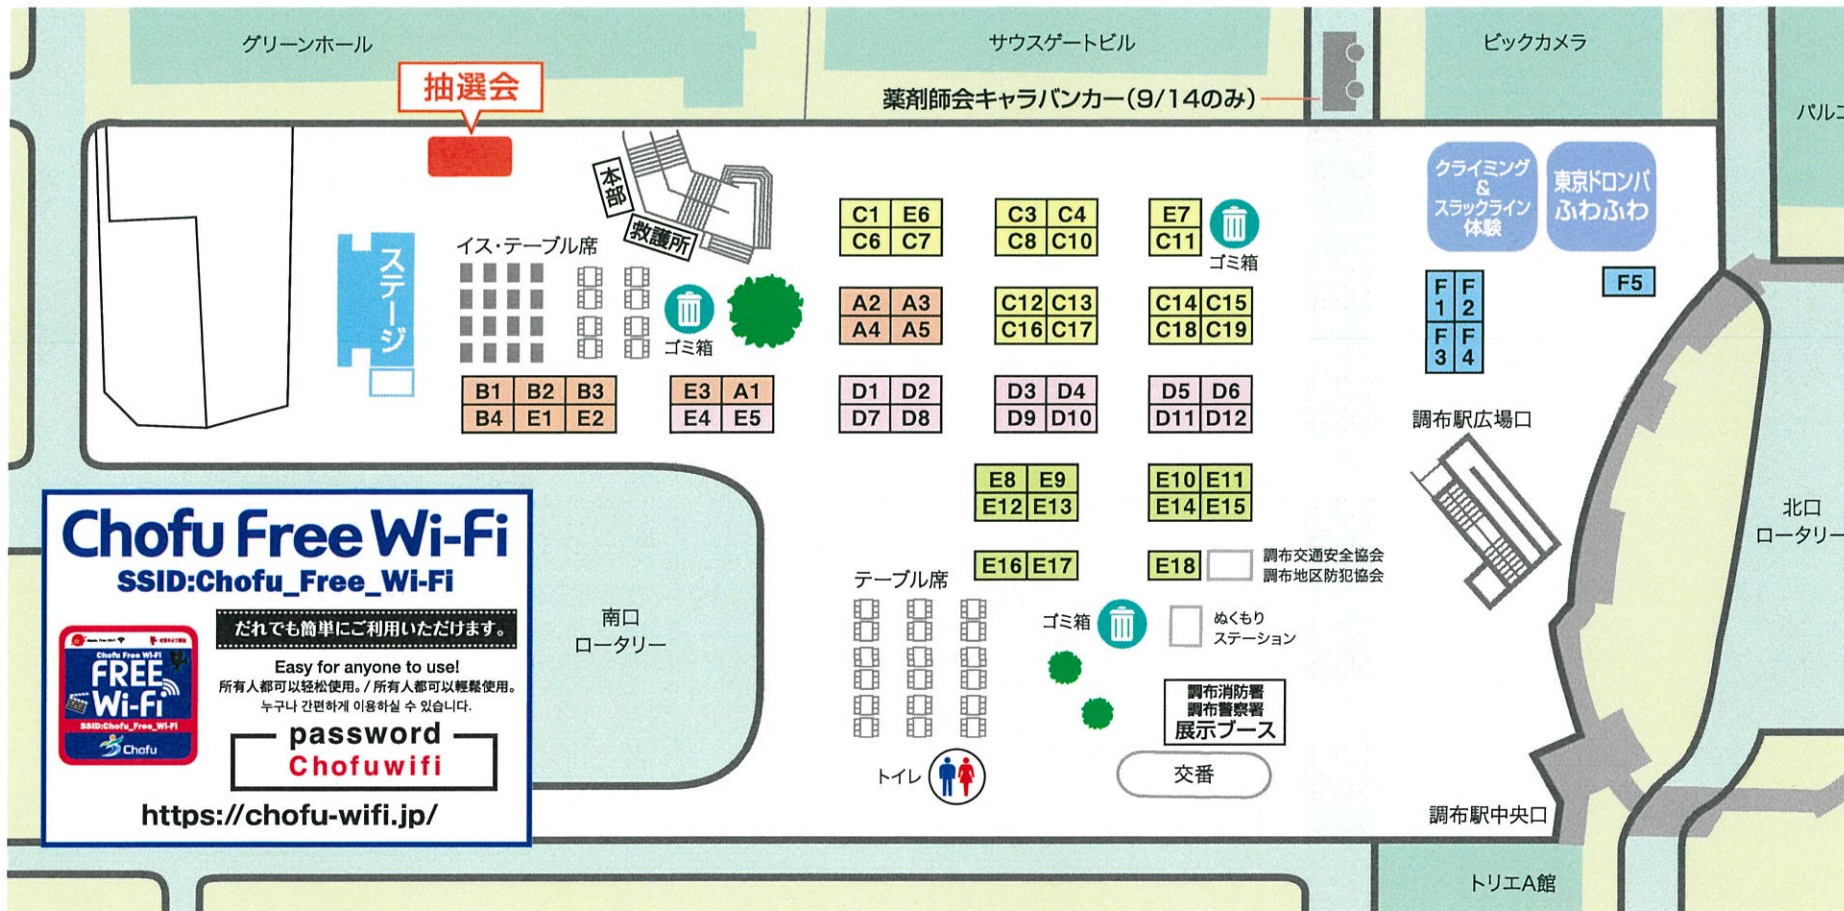 グリーンホール
サウスゲートビル
ビックカメラ
抽選会
薬剤師会キャラバンカー(9/14のみ)
本部
救護所
クライミング
&
スラックライン
体験
東京ドロンパ
ふわふわ
ステージ
イス・テーブル席
ゴミ箱
C1 E6
C6 C7
C3 C4
C8 C10
E7
C11
ゴミ箱
A2 A3
A4 A5
C12 C13
C16 C17
C14 C15
C18 C19
F1 F2
F3 F4
F5
B1 B2 B3
B4 E1 E2
E3 A1
E4 E5
D1 D2
D7 D8
D3 D4
D9 D10
D5 D6
D11 D12
調布駅広場口
E8 E9
E12 E13
E10 E11
E14 E15
E16 E17
E18
調布交通安全協会
調布地区防犯協会
北口
ロータリー
テーブル席
ゴミ箱
ぬくもり
ステーション
南口
ロータリー
調布消防署
調布警察署
展示ブース
トイレ
交番
調布駅中央口
トリエA館
Chofu Free Wi-Fi
SSID:Chofu_Free_Wi-Fi
だれでも簡単にご利用いただけます。
Easy for anyone to use!
所有人都可以轻松使用。/所有人都可以輕鬆使用。
누구나 간편하게 이용하실 수 있습니다.
Chofu Free Wi-Fi
FREE
Wi-Fi
SSID:Chofu_Free_Wi-Fi
Chofu
password
Chofuwifi
https://chofu-wifi.jp/